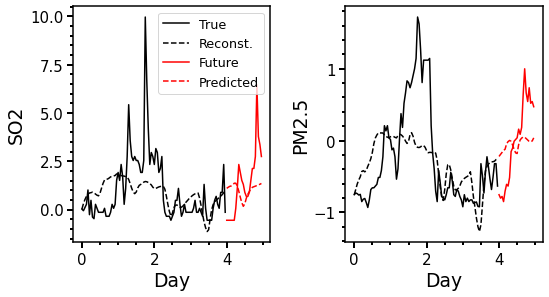 SO2
10.0
7.5
5.0
2.5
0.0
0
2
4
Day
True
Reconst.
Future
Predicted
PM2.5
1
0
−1
0
2
4
Day